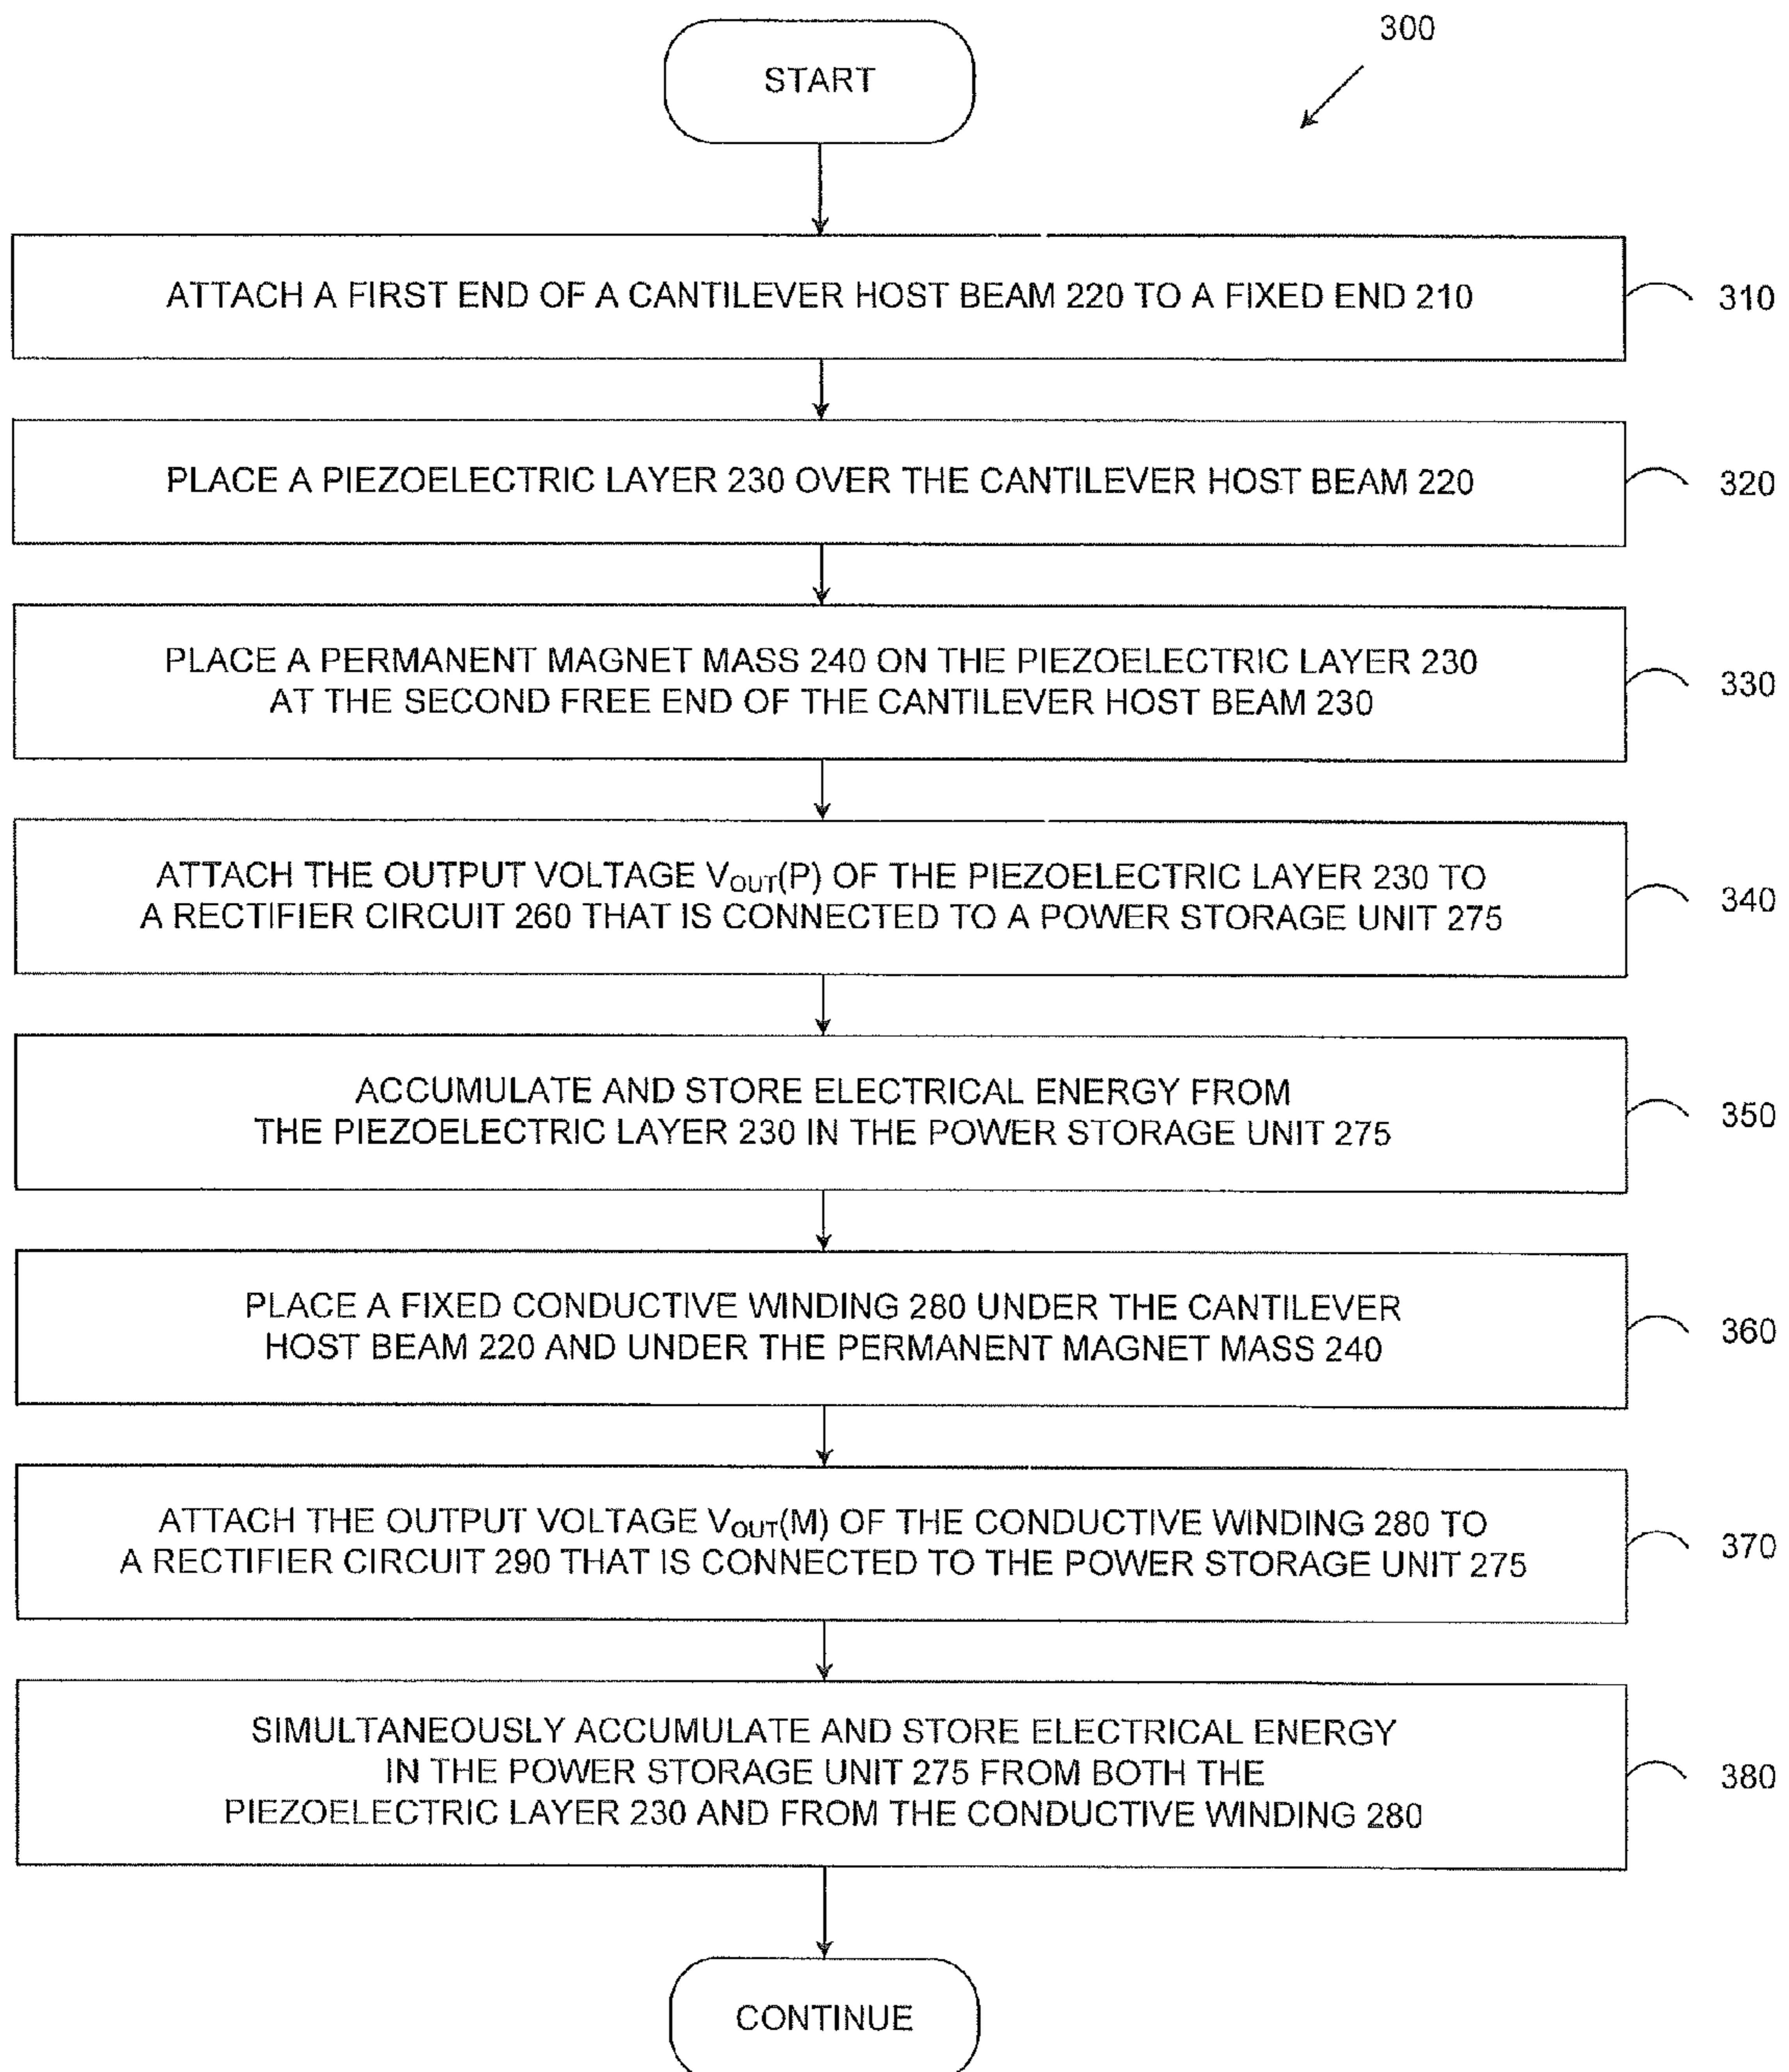 300
START
ATTACH A FIRST END OF A CANTILEVER HOST BEAM 220 TO A FIXED END 210
310
PLACE A PIEZOELECTRIC LAYER 230 OVER THE CANTILEVER HOST BEAM 220
320
PLACE A PERMANENT MAGNET MASS 240 ON THE PIEZOELECTRIC LAYER 230
AT THE SECOND FREE END OF THE CANTILEVER HOST BEAM 230
330
ATTACH THE OUTPUT VOLTAGE VOUT(P) OF THE PIEZOELECTRIC LAYER 230 TO
A RECTIFIER CIRCUIT 260 THAT IS CONNECTED TO A POWER STORAGE UNIT 275
340
ACCUMULATE AND STORE ELECTRICAL ENERGY FROM
THE PIEZOELECTRIC LAYER 230 IN THE POWER STORAGE UNIT 275
350
PLACE A FIXED CONDUCTIVE WINDING 280 UNDER THE CANTILEVER
HOST BEAM 220 AND UNDER THE PERMANENT MAGNET MASS 240
360
ATTACH THE OUTPUT VOLTAGE VOUT(M) OF THE CONDUCTIVE WINDING 280 TO
A RECTIFIER CIRCUIT 290 THAT IS CONNECTED TO THE POWER STORAGE UNIT 275
370
SIMULTANEOUSLY ACCUMULATE AND STORE ELECTRICAL ENERGY
IN THE POWER STORAGE UNIT 275 FROM BOTH THE
PIEZOELECTRIC LAYER 230 AND FROM THE CONDUCTIVE WINDING 280
380
CONTINUE